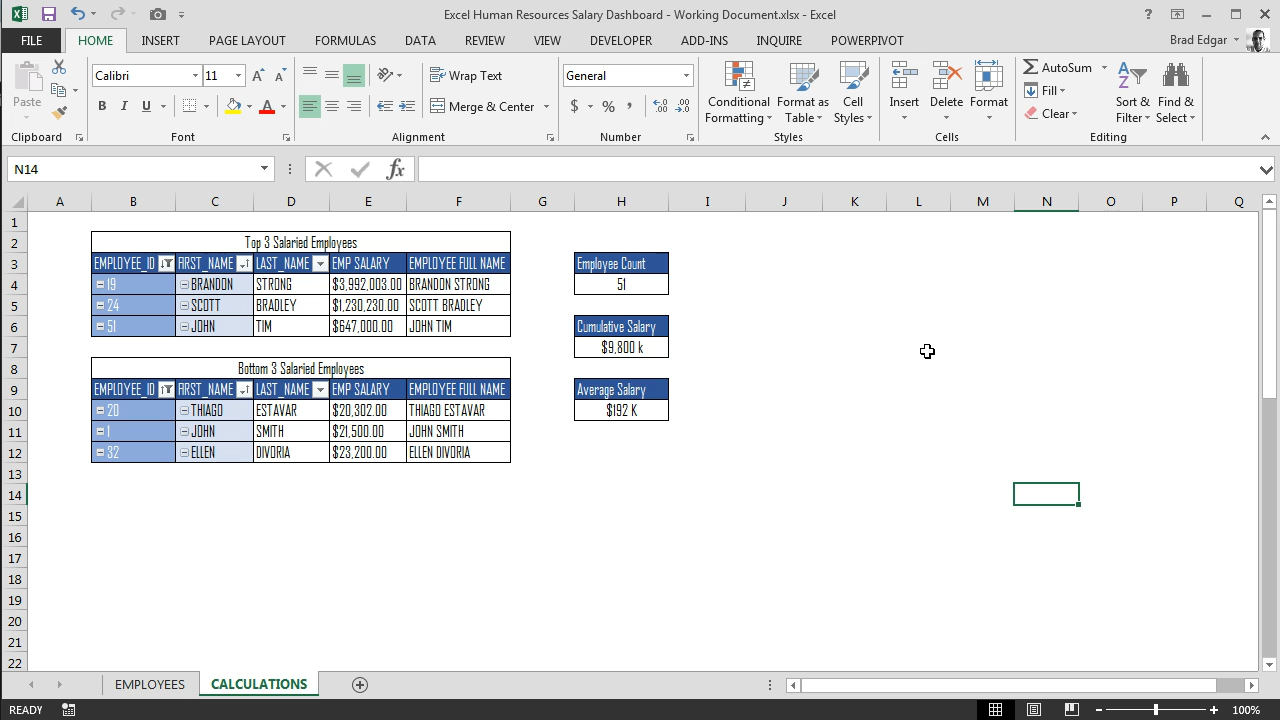 Excel Human Resources Salary Dashboard - Working Document.xlsx - Excel
FILE HOME INSERT PAGE LAYOUT FORMULAS DATA REVIEW VIEW DEVELOPER ADD-INS INQUIRE POWERPIVOT Brad Edgar
Paste
Calibri 11
B I U A
Wrap Text
Merge & Center
General
$ % ,
Conditional Formatting
Format as Table
Cell Styles
Insert Delete Format
AutoSum
Fill
Clear
Sort & Filter
Find & Select
Clipboard Font Alignment Number Styles Cells Editing
N14 fx
A B C D E F G H I J K L M N O P Q
1
2 Top 3 Salaried Employees
3 EMPLOYEE_ID FIRST_NAME LAST_NAME EMP SALARY EMPLOYEE FULL NAME Employee Count
4 19 BRANDON STRONG $3,992,003.00 BRANDON STRONG 51
5 24 SCOTT BRADLEY $1,230,230.00 SCOTT BRADLEY
6 51 JOHN TIM $647,000.00 JOHN TIM Cumulative Salary
7 $9,800 k
8 Bottom 3 Salaried Employees
9 EMPLOYEE_ID FIRST_NAME LAST_NAME EMP SALARY EMPLOYEE FULL NAME Average Salary
10 20 THIAGO ESTAVAR $20,302.00 THIAGO ESTAVAR $192 K
11 1 JOHN SMITH $21,500.00 JOHN SMITH
12 32 ELLEN DIVORIA $23,200.00 ELLEN DIVORIA
13
14
15
16
17
18
19
20
21
22
EMPLOYEES CALCULATIONS
READY 100%